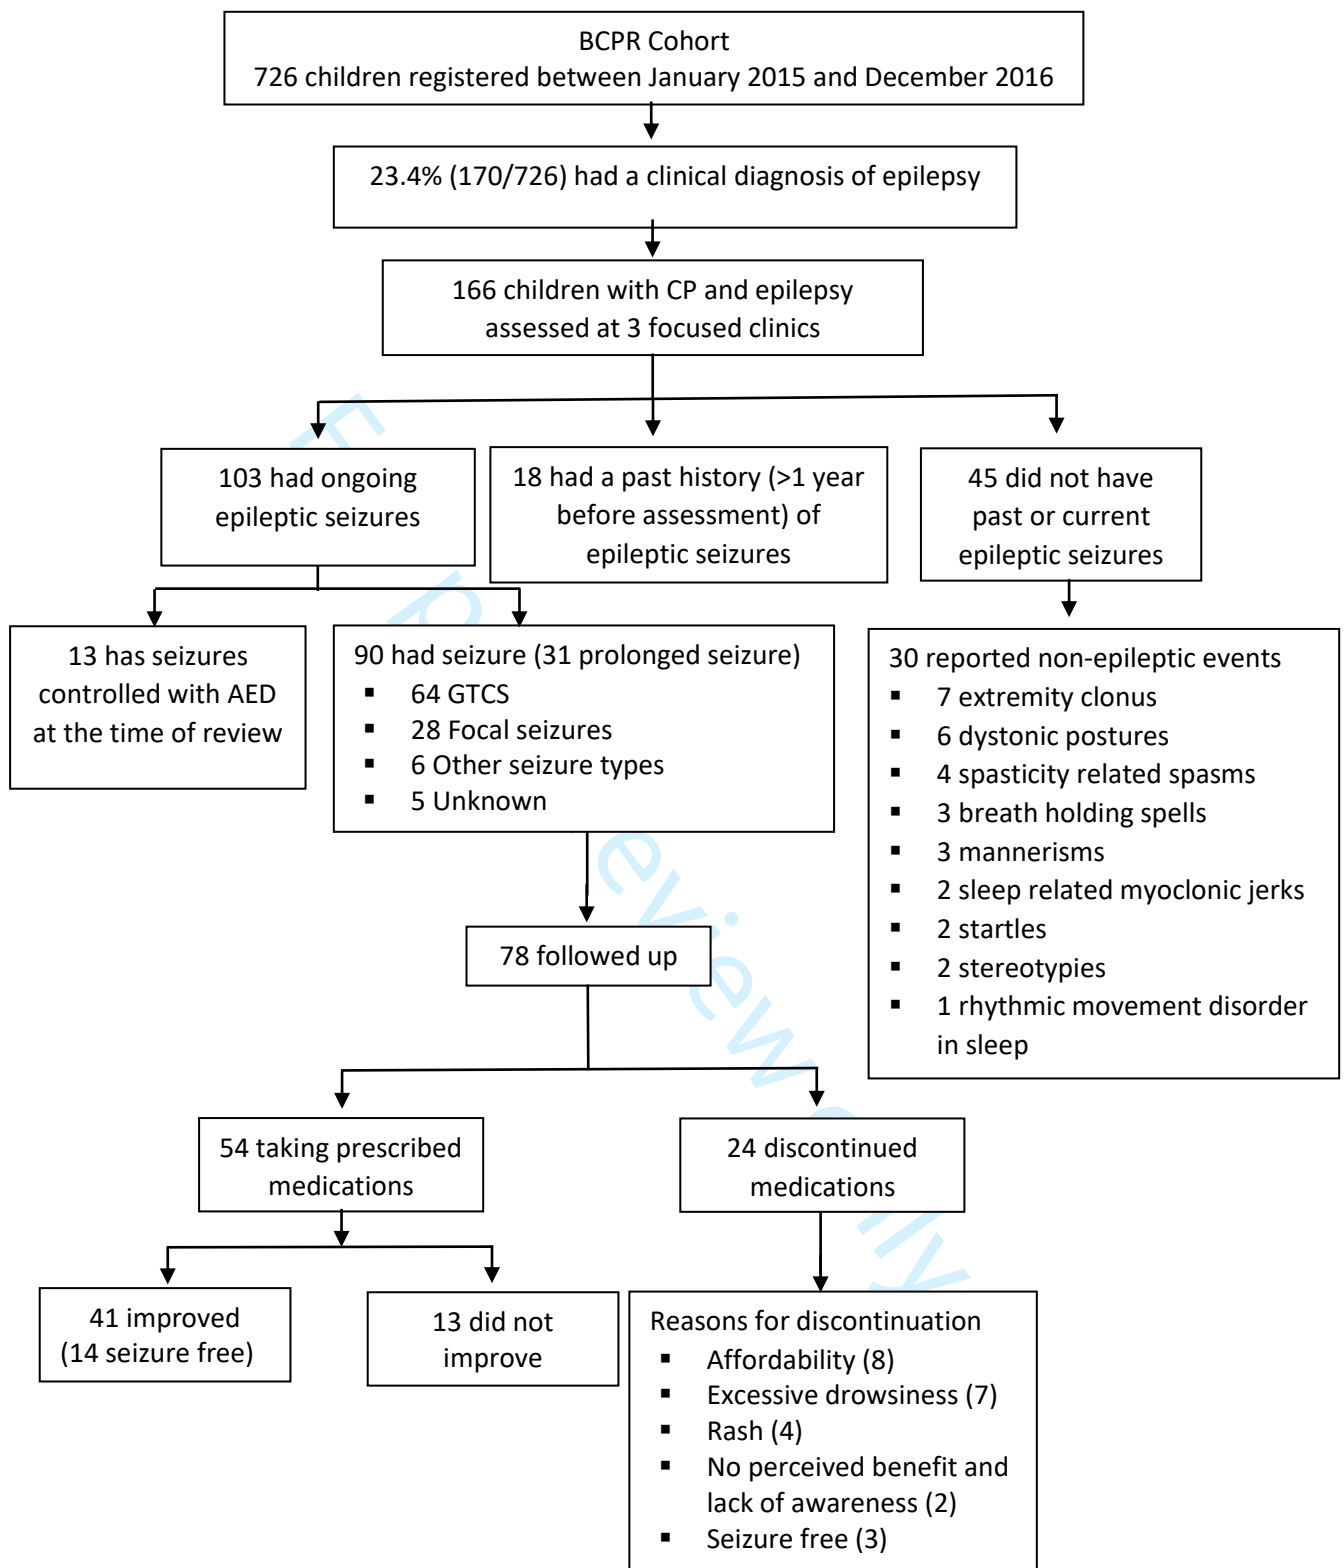 BCPR Cohort
726 children registered between January 2015 and December 2016
23.4% (170/726) had a clinical diagnosis of epilepsy
166 children with CP and epilepsy
assessed at 3 focused clinics
103 had ongoing
epileptic seizures
18 had a past history (>1 year
before assessment) of
epileptic seizures
45 did not have
past or current
epileptic seizures
13 has seizures
controlled with AED
at the time of review
90 had seizure (31 prolonged seizure)
▪ 64 GTCS
▪ 28 Focal seizures
▪ 6 Other seizure types
▪ 5 Unknown
30 reported non-epileptic events
▪ 7 extremity clonus
▪ 6 dystonic postures
▪ 4 spasticity related spasms
▪ 3 breath holding spells
▪ 3 mannerisms
▪ 2 sleep related myoclonic jerks
▪ 2 startles
▪ 2 stereotypies
▪ 1 rhythmic movement disorder
in sleep
78 followed up
54 taking prescribed
medications
24 discontinued
medications
41 improved
(14 seizure free)
13 did not
improve
Reasons for discontinuation
▪ Affordability (8)
▪ Excessive drowsiness (7)
▪ Rash (4)
▪ No perceived benefit and
lack of awareness (2)
▪ Seizure free (3)